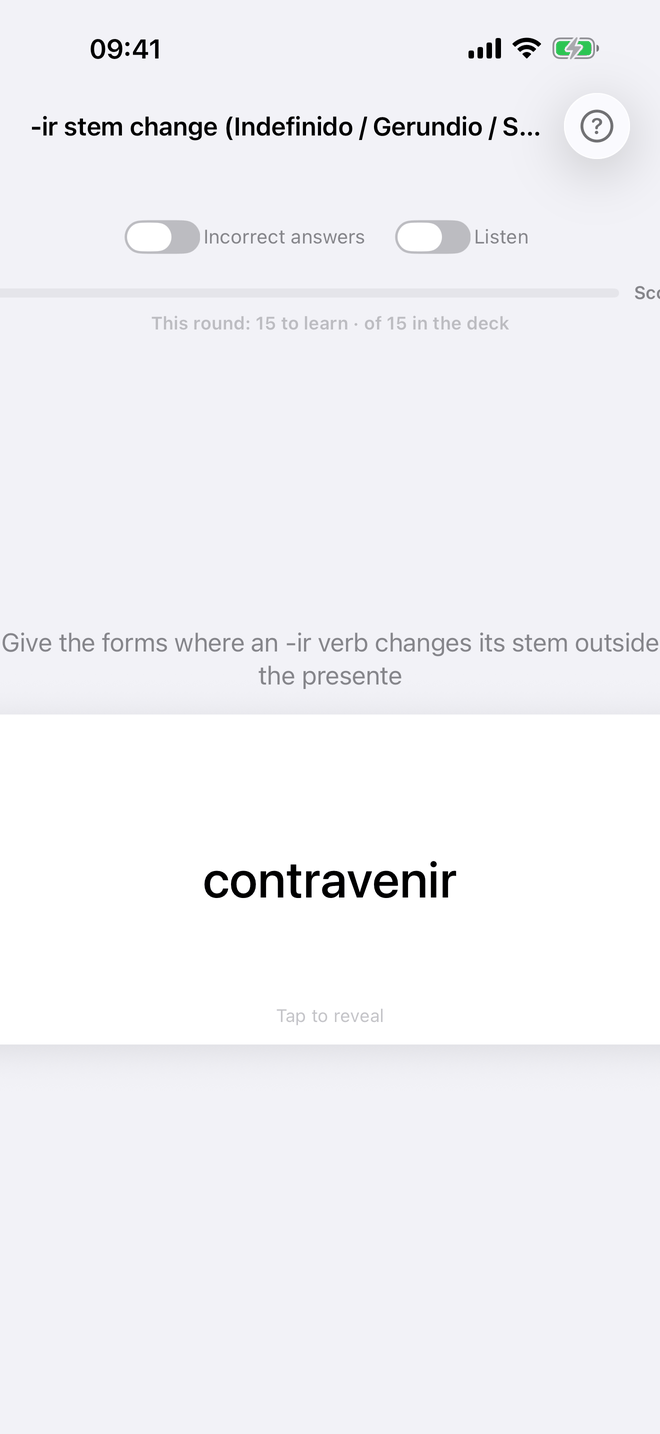 09:41
-ir stem change (Indefinido / Gerundio / S...
Incorrect answers
Listen
This round: 15 to learn · of 15 in the deck
Give the forms where an -ir verb changes its stem outside
the presente
contravenir
Tap to reveal